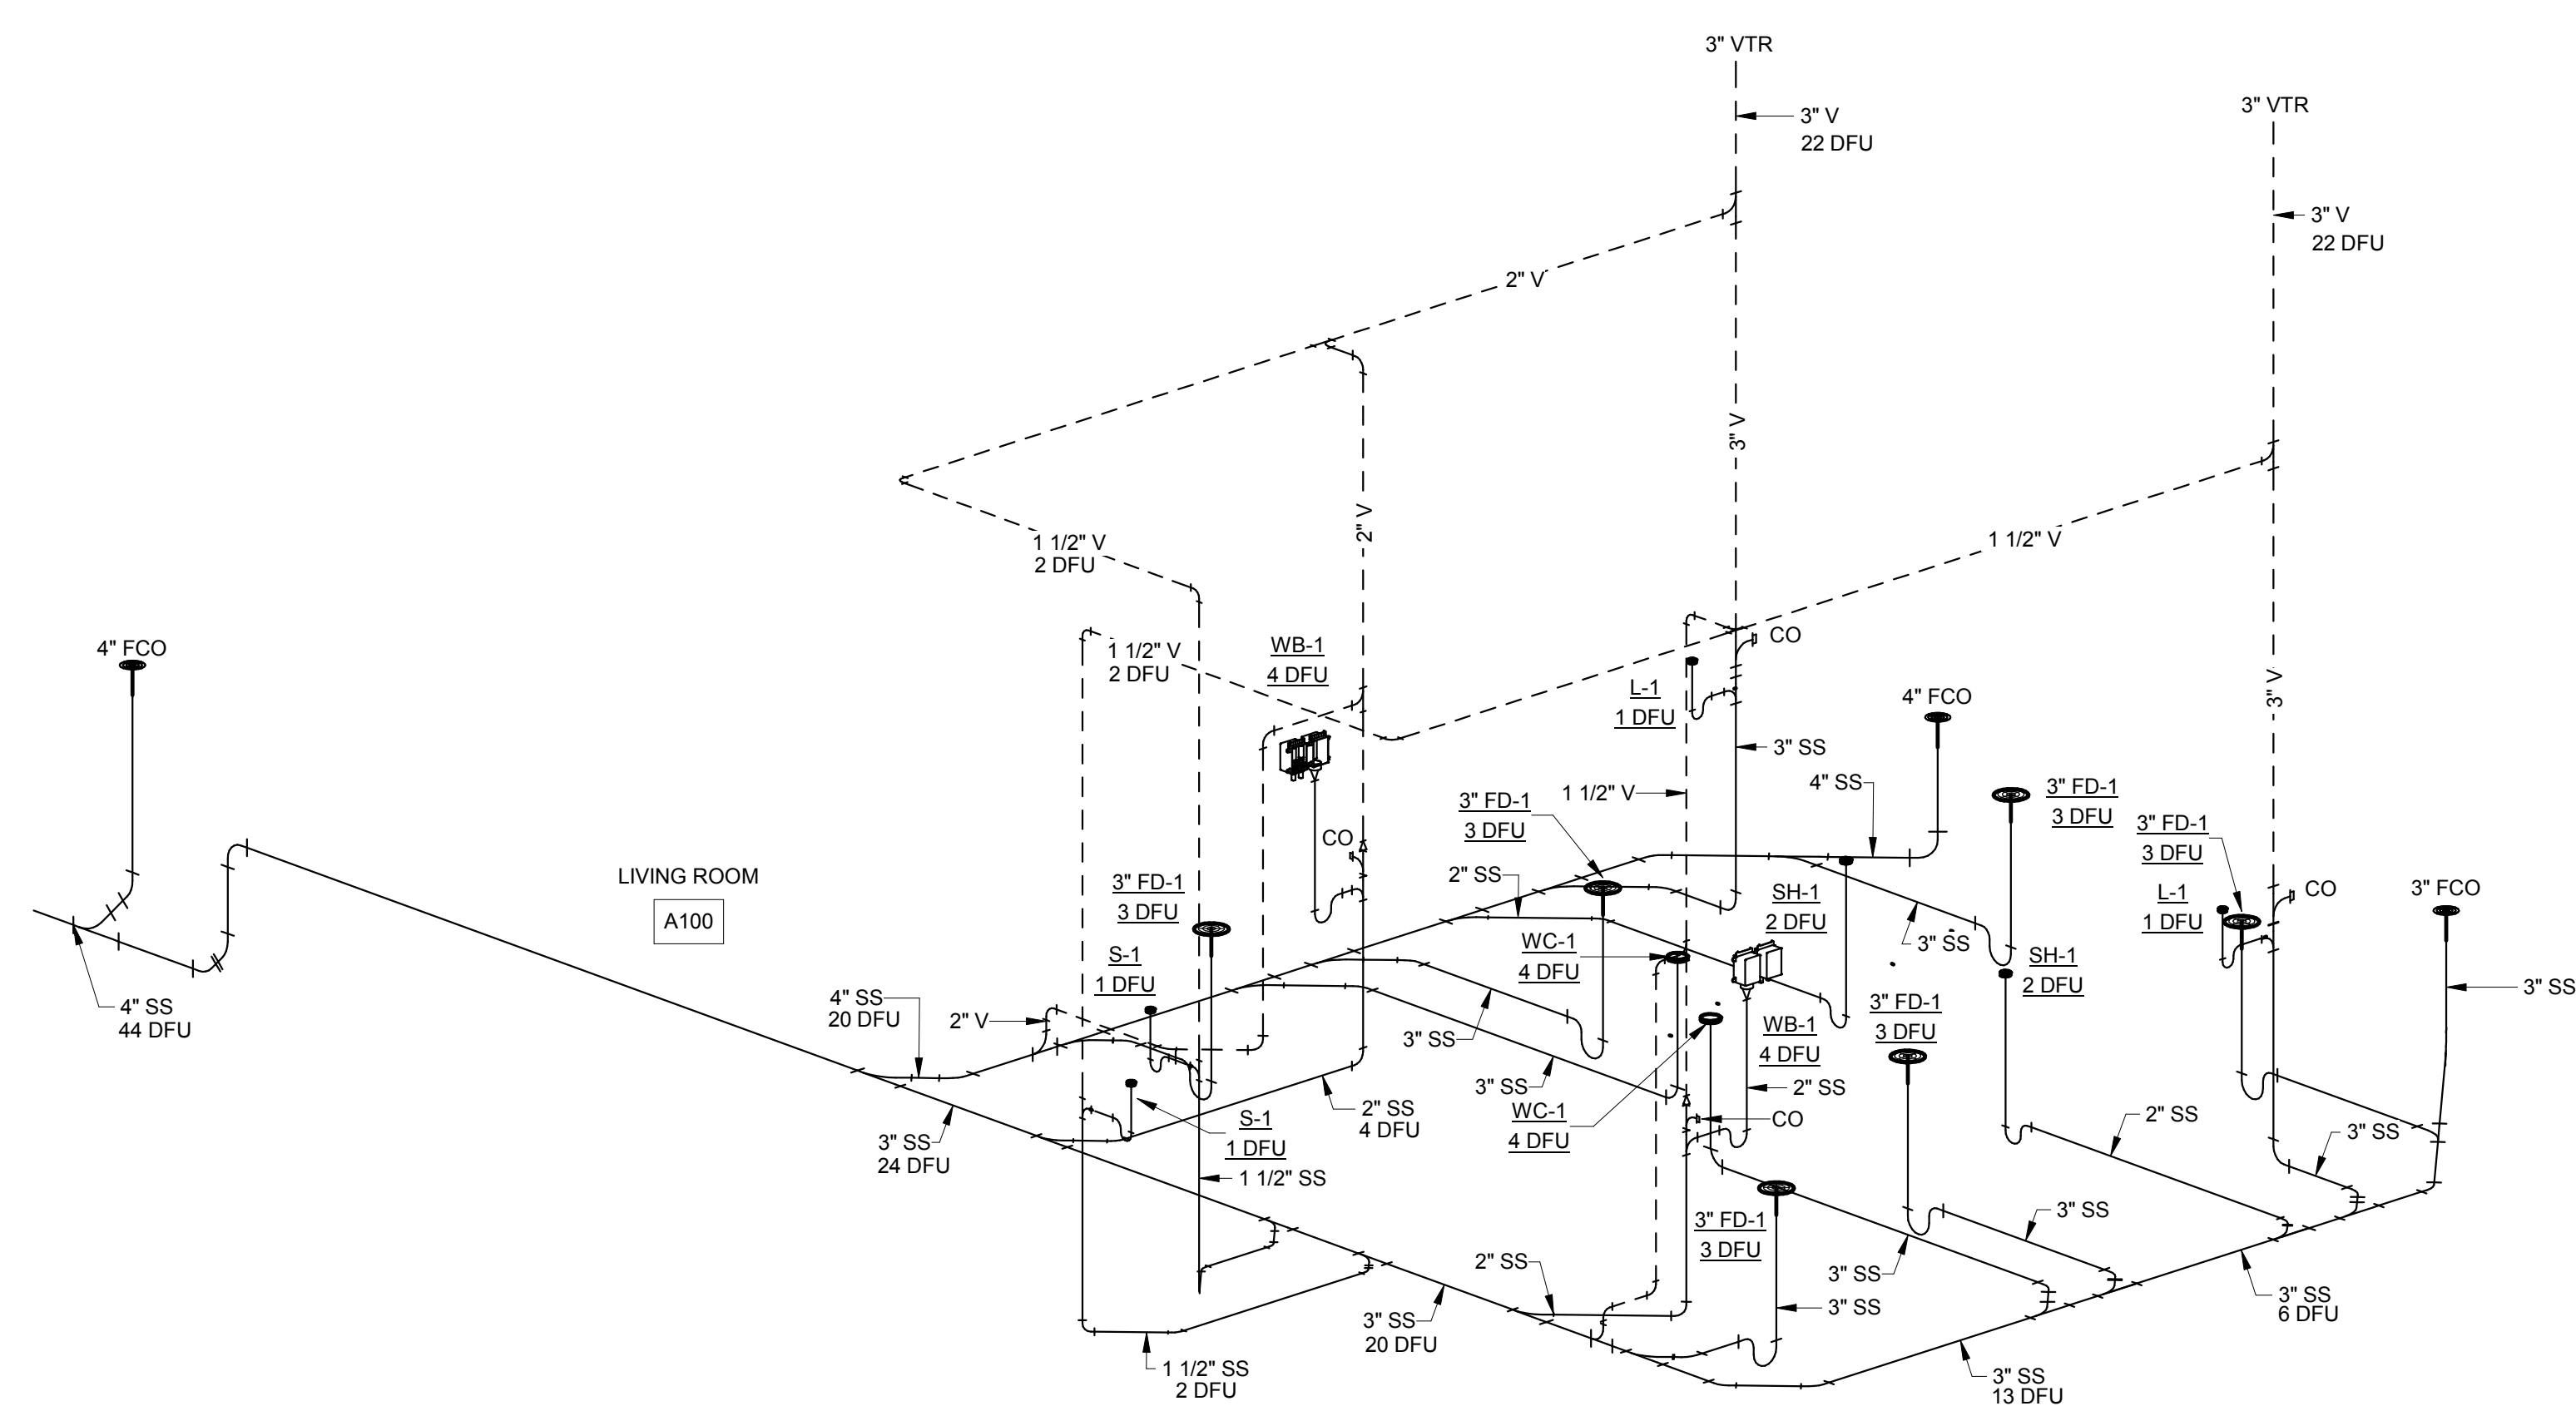 3" VTR
3" V
22 DFU
3" VTR
3" V
22 DFU
2" V
3" V
2" V
1 1/2" V
2 DFU
1 1/2" V
3" V
4" FCO
1 1/2" V
2 DFU
WB-1
4 DFU
CO
L-1
1 DFU
4" FCO
3" SS
4" SS
1 1/2" V
3" FD-1
3 DFU
3" FD-1
3 DFU
3" FD-1
3 DFU
CO
LIVING ROOM
A100
3" FD-1
3 DFU
2" SS
SH-1
2 DFU
L-1
1 DFU
CO
3" FCO
S-1
1 DFU
WC-1
4 DFU
3" SS
SH-1
2 DFU
3" SS
4" SS
44 DFU
4" SS
20 DFU
2" V
3" SS
3" SS
WB-1
4 DFU
3" FD-1
3 DFU
2" SS
S-1
1 DFU
2" SS
4 DFU
WC-1
4 DFU
CO
2" SS
3" SS
3" SS
24 DFU
1 1/2" SS
3" FD-1
3 DFU
3" SS
2" SS
3" SS
3" SS
3" SS
20 DFU
3" SS
6 DFU
1 1/2" SS
2 DFU
3" SS
13 DFU